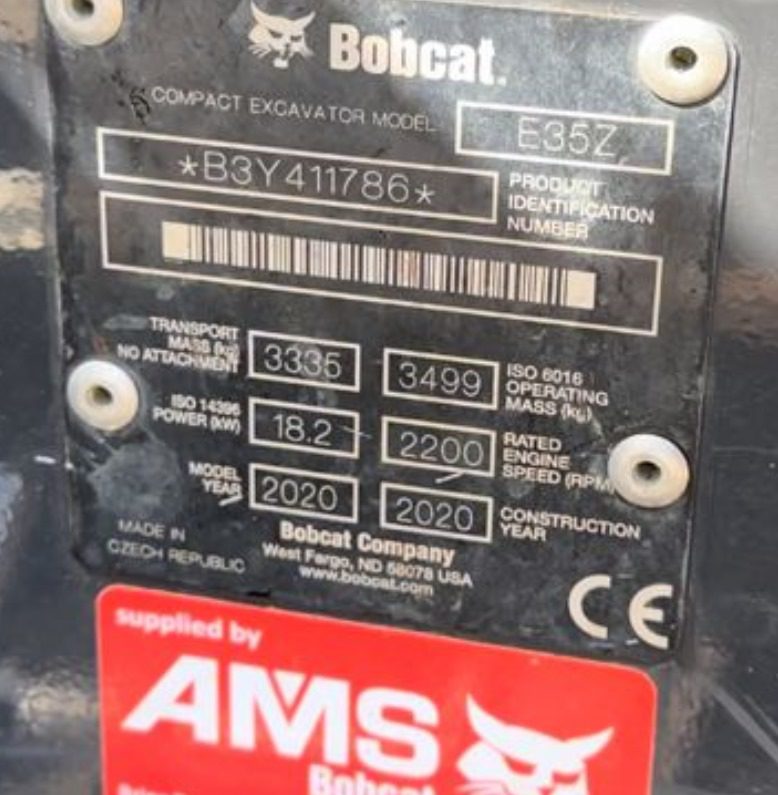 Bobcat.
COMPACT EXCAVATOR MODEL E35Z
*B3Y411786*
PRODUCT
IDENTIFICATION
NUMBER
TRANSPORT
MASS (kg)
NO ATTACHMENT
3335
3499
ISO 6016
OPERATING
MASS (kg)
ISO 14396
POWER (kW)
18.2
2200
RATED
ENGINE
SPEED (RPM)
MODEL
YEAR
2020
2020
CONSTRUCTION
YEAR
MADE IN
CZECH REPUBLIC
Bobcat Company
West Fargo, ND 58078 USA
www.bobcat.com
CE
supplied by
AMS
Bobcat